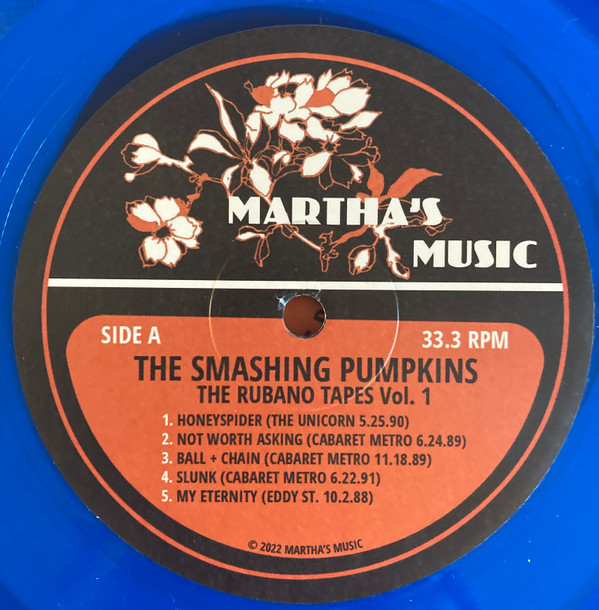 MARTHA'S
MUSIC
SIDE A
33.3 RPM
THE SMASHING PUMPKINS
THE RUBANO TAPES Vol. 1
1. HONEYSPIDER (THE UNICORN 5.25.90)
2. NOT WORTH ASKING (CABARET METRO 6.24.89)
3. BALL + CHAIN (CABARET METRO 11.18.89)
4. SLUNK (CABARET METRO 6.22.91)
5. MY ETERNITY (EDDY ST. 10.2.88)
© 2022 MARTHA'S MUSIC